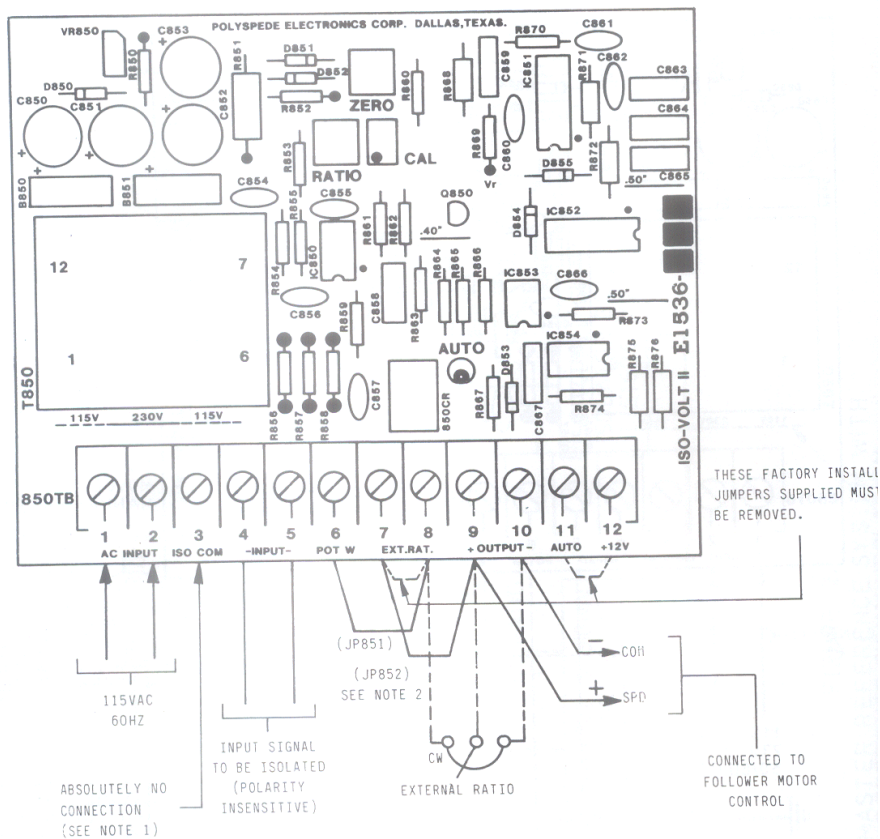 POLYSPEDE ELECTRONICS CORP. DALLAS,TEXAS.
VR850
C853
R850
R851
D851
D852
R852
C852
ZERO
R860
R868
C859
R870
IC851
C861
R871
C862
C863
C864
C865
.50"
D850
C850
C851
B850
B851
R853
RATIO
CAL
R869
Vr
C860
D855
R872
C854
R855
C855
IC850
R854
R861
R862
.40"
Q850
D854
IC852
12
7
1
6
T850
115V 230V 115V
C856
R859
C858
R863
R864
R865
R866
IC853
C866
.50"
R873
IC854
R856
R857
R858
C857
850CR
AUTO
R867
D853
C867
R874
R875
R876
ISO-VOLT II E1536-
850TB
1 2 3 4 5 6 7 8 9 10 11 12
AC INPUT ISO COM -INPUT- POT W EXT.RAT. + OUTPUT - AUTO +12V
THESE FACTORY INSTALL
JUMPERS SUPPLIED MUST
BE REMOVED.
(JP851)
(JP852)
SEE NOTE 2
- COM
+ SPD
115VAC
60HZ
INPUT SIGNAL
TO BE ISOLATED
(POLARITY
INSENSITIVE)
CW
EXTERNAL RATIO
CONNECTED TO
FOLLOWER MOTOR
CONTROL
ABSOLUTELY NO
CONNECTION
(SEE NOTE 1)